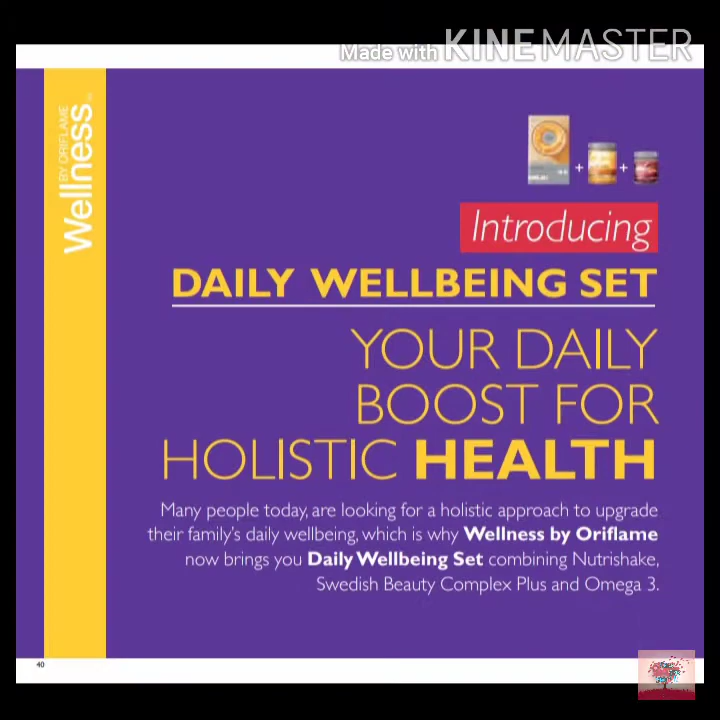 Made with KINEMASTER
Wellness
BY ORIFLAME
+ +
Introducing
DAILY WELLBEING SET
YOUR DAILY
BOOST FOR
HOLISTIC HEALTH
Many people today, are looking for a holistic approach to upgrade
their family's daily wellbeing, which is why Wellness by Oriflame
now brings you Daily Wellbeing Set combining Nutrishake,
Swedish Beauty Complex Plus and Omega 3.
40